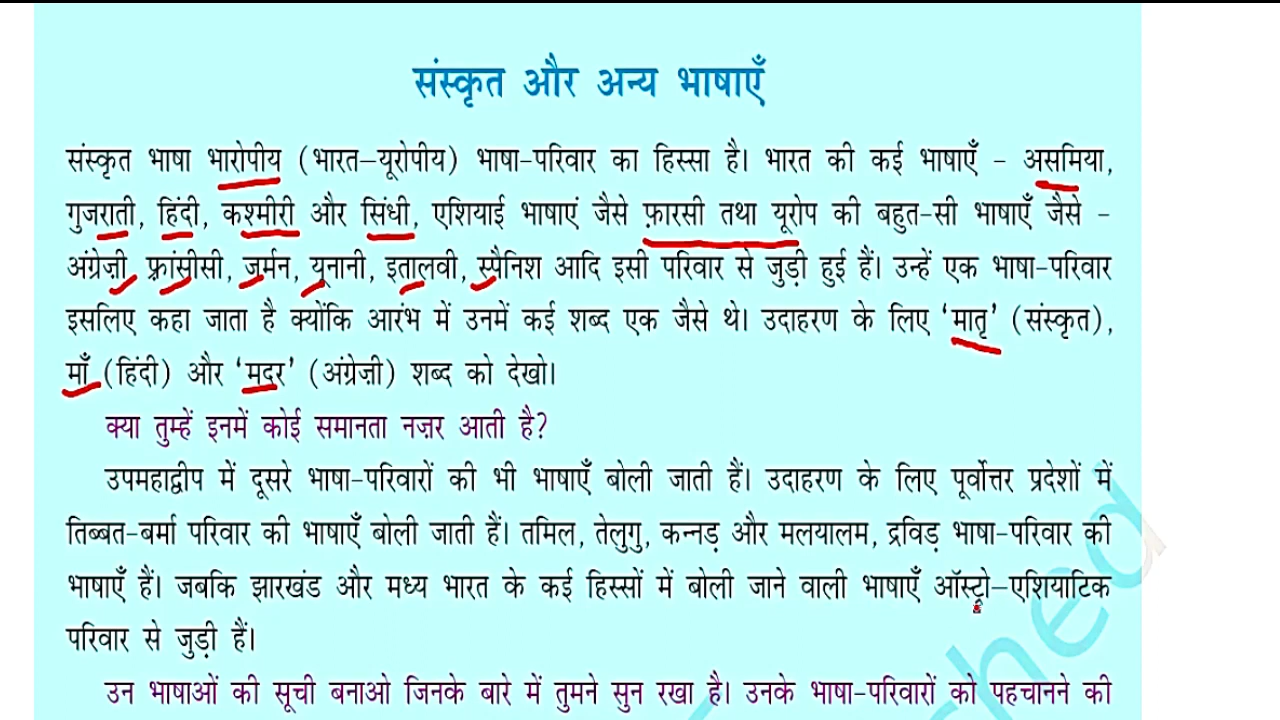 संस्कृत और अन्य भाषाएँ
संस्कृत भाषा भारोपीय (भारत–यूरोपीय) भाषा-परिवार का हिस्सा है। भारत की कई भाषाएँ - असमिया,
गुजराती, हिंदी, कश्मीरी और सिंधी, एशियाई भाषाएं जैसे फ़ारसी तथा यूरोप की बहुत-सी भाषाएँ जैसे -
अंग्रेज़ी, फ़्रांसीसी, जर्मन, यूनानी, इतालवी, स्पैनिश आदि इसी परिवार से जुड़ी हुई हैं। उन्हें एक भाषा-परिवार
इसलिए कहा जाता है क्योंकि आरंभ में उनमें कई शब्द एक जैसे थे। उदाहरण के लिए ‘मातृ’ (संस्कृत),
माँ (हिंदी) और ‘मदर’ (अंग्रेज़ी) शब्द को देखो।
क्या तुम्हें इनमें कोई समानता नज़र आती है?
उपमहाद्वीप में दूसरे भाषा-परिवारों की भी भाषाएँ बोली जाती हैं। उदाहरण के लिए पूर्वोत्तर प्रदेशों में
तिब्बत-बर्मा परिवार की भाषाएँ बोली जाती हैं। तमिल, तेलुगु, कन्नड़ और मलयालम, द्रविड़ भाषा-परिवार की
भाषाएँ हैं। जबकि झारखंड और मध्य भारत के कई हिस्सों में बोली जाने वाली भाषाएँ ऑस्ट्रो–एशियाटिक
परिवार से जुड़ी हैं।
उन भाषाओं की सूची बनाओ जिनके बारे में तुमने सुन रखा है। उनके भाषा-परिवारों को पहचानने की